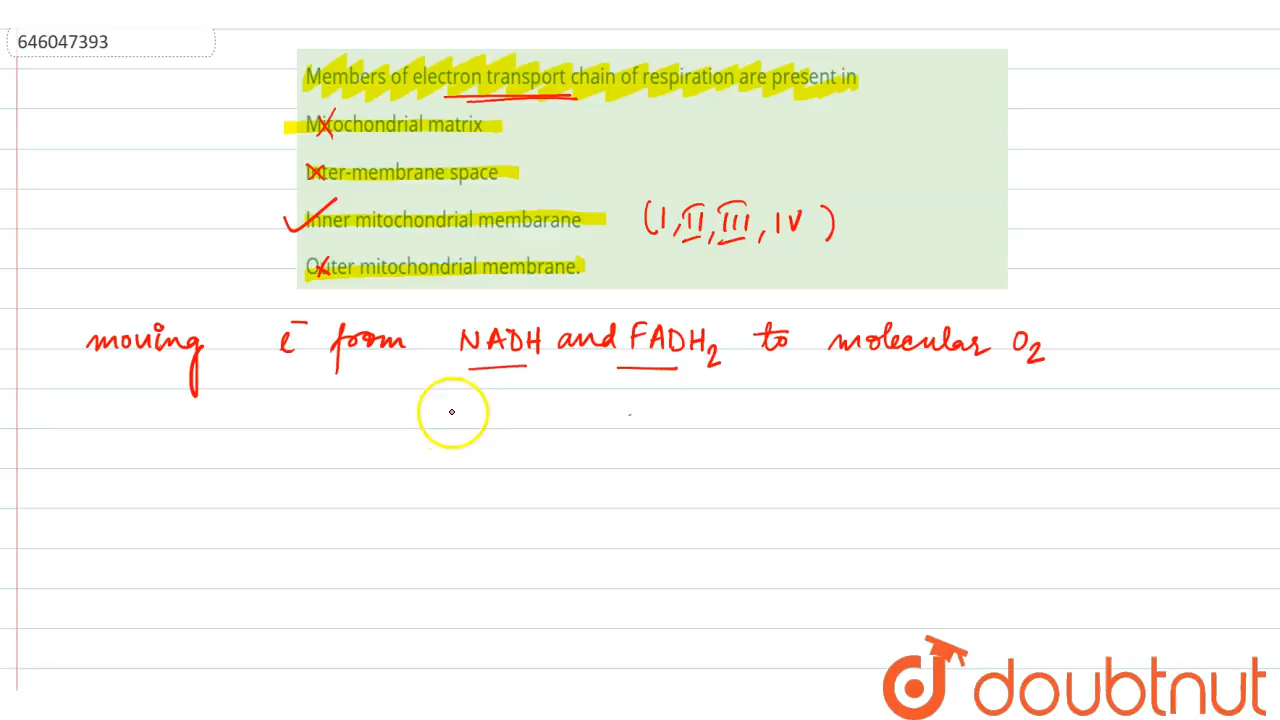 646047393
Members of electron transport chain of respiration are present in
Mitochondrial matrix
Inter-membrane space
Inner mitochondrial membarane (I, II, III, IV)
Outer mitochondrial membrane.
moving e⁻ from NADH and FADH₂ to molecular O₂
doubtnut